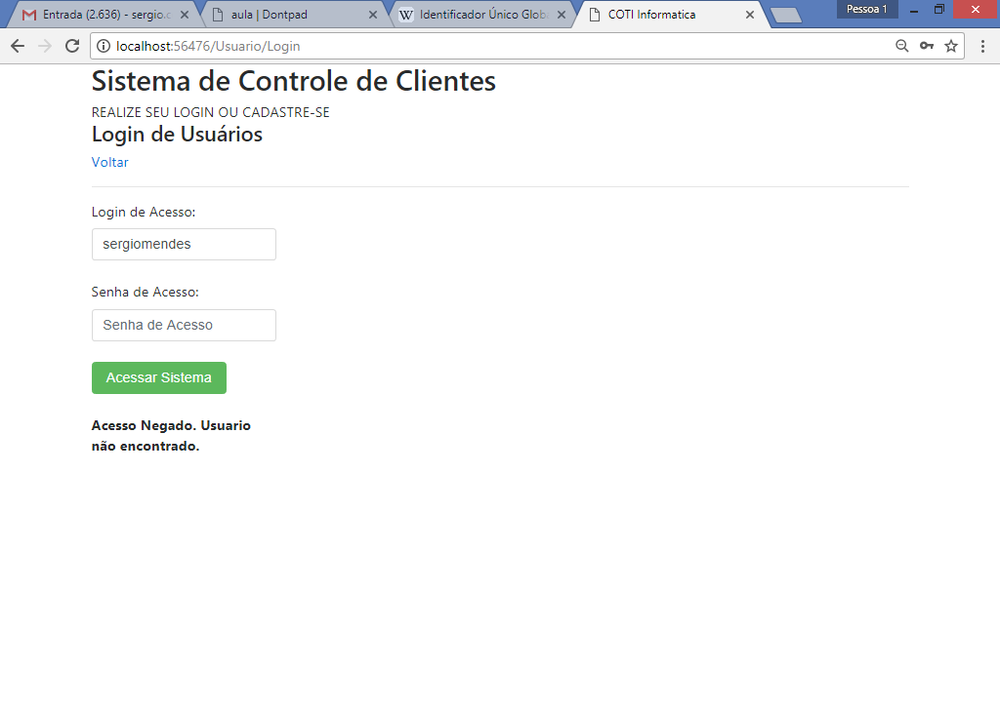 Entrada (2.636) - sergio.c
aula | Dontpad
Identificador Único Glob
COTI Informatica
Pessoa 1
localhost:56476/Usuario/Login
Sistema de Controle de Clientes
REALIZE SEU LOGIN OU CADASTRE-SE
Login de Usuários
Voltar
Login de Acesso:
sergiomendes
Senha de Acesso:
Senha de Acesso
Acessar Sistema
Acesso Negado. Usuario
não encontrado.